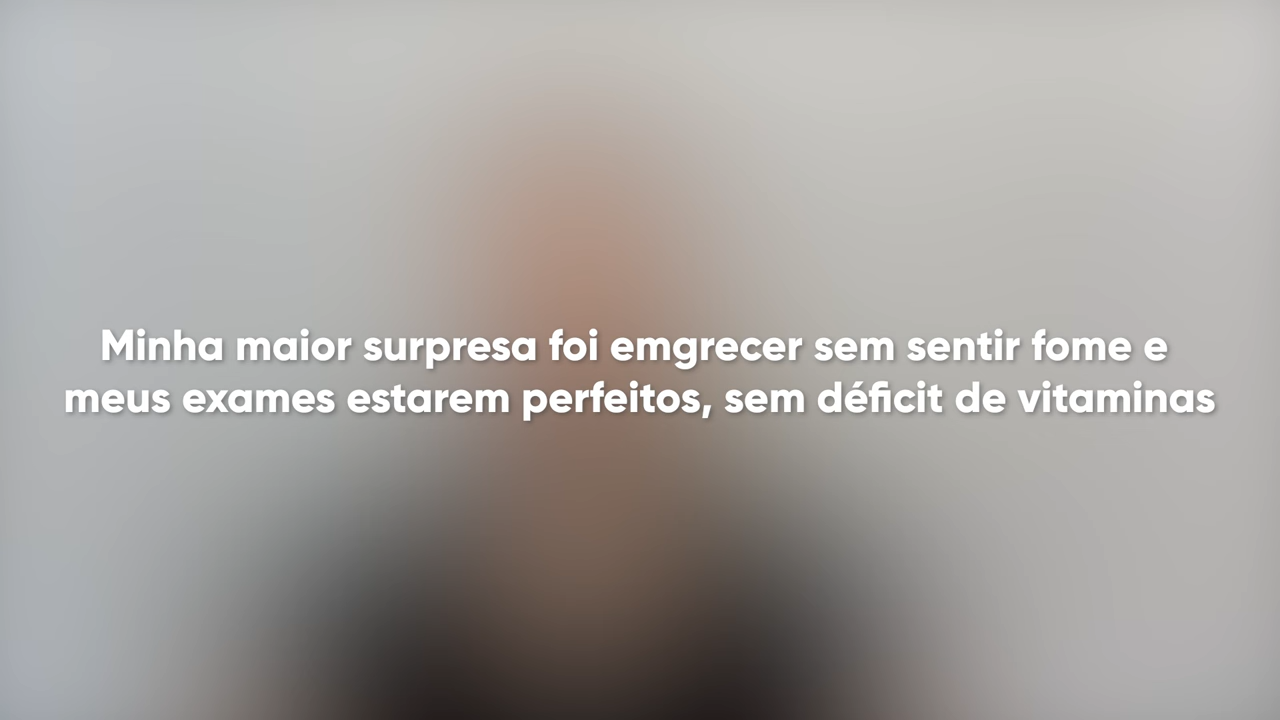 Minha maior surpresa foi emgrecer sem sentir fome e
meus exames estarem perfeitos, sem déficit de vitaminas